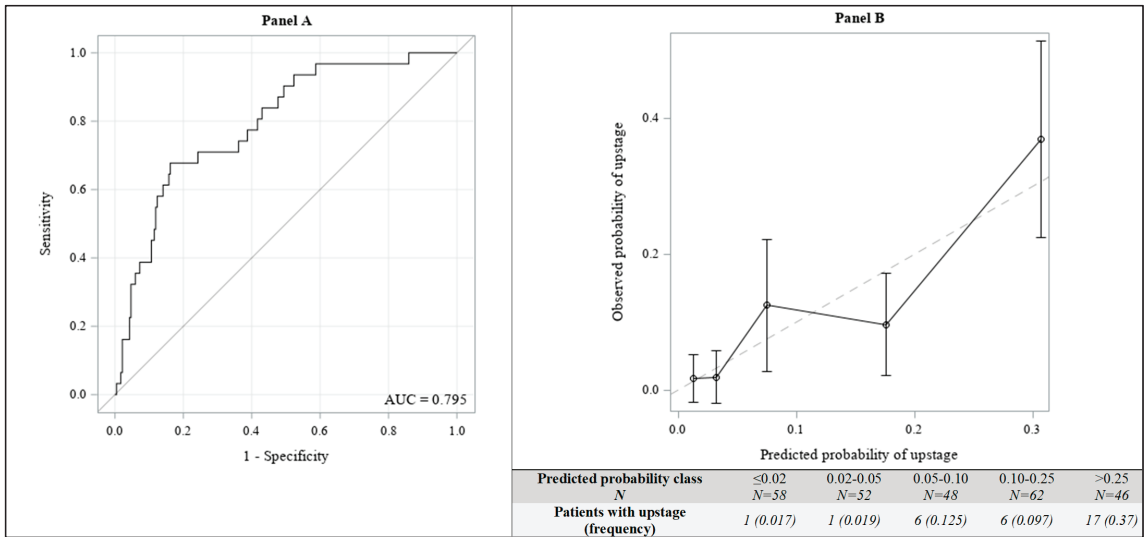 Panel A
1.0
0.8
0.6
0.4
0.2
0.0
Sensitivity
AUC = 0.795
0.0 0.2 0.4 0.6 0.8 1.0
1 - Specificity
Panel B
0.4
0.2
0.0
Observed probability of upstage
0.0 0.1 0.2 0.3
Predicted probability of upstage
Predicted probability class ≤0.02 0.02-0.05 0.05-0.10 0.10-0.25 >0.25
N N=58 N=52 N=48 N=62 N=46
Patients with upstage
(frequency) 1 (0.017) 1 (0.019) 6 (0.125) 6 (0.097) 17 (0.37)